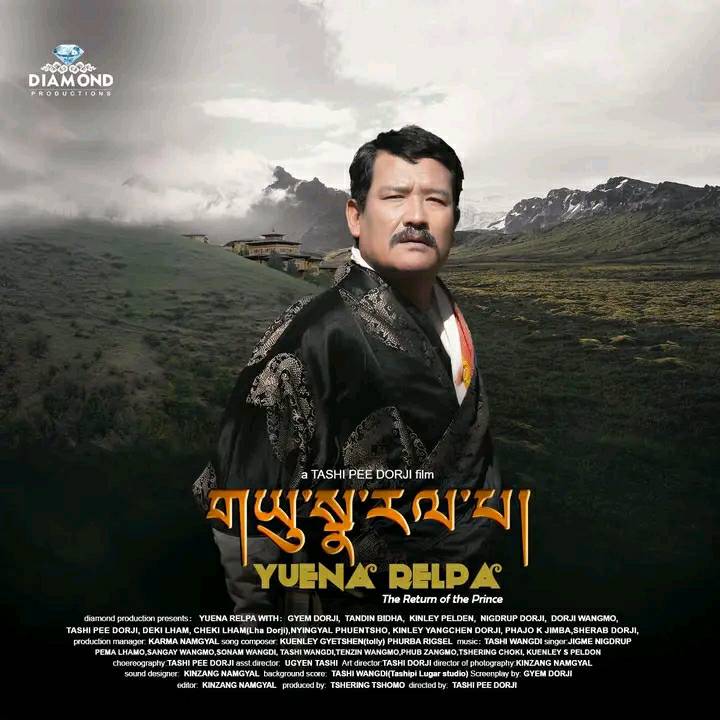 DIAMOND
PRODUCTIONS
a TASHI PEE DORJI film
གཡུ་སྣུ་རལ་པ།
YUENA RELPA
The Return of the Prince
diamond production presents: YUENA RELPA WITH: GYEM DORJI, TANDIN BIDHA, KINLEY PELDEN, NIGDRUP DORJI, DORJI WANGMO,
TASHI PEE DORJI, DEKI LHAM, CHEKI LHAM(Lha Dorji),NYINGYAL PHUENTSHO, KINLEY YANGCHEN DORJI, PHAJO K JIMBA,SHERAB DORJI,
production manager: KARMA NAMGYAL song composer: KUENLEY GYETSHEN(tolly) PHURBA RIGSEL music:: TASHI WANGDI singer:JIGME NIGDRUP
PEMA LHAMO,SANGAY WANGMO,SONAM WANGDI, TASHI WANGDI,TENZIN WANGMO,PHUB ZANGMO,TSHERING CHOKI, KUENLEY S PELDON
choreography:TASHI PEE DORJI asst.director: UGYEN TASHI Art director:TASHI DORJI director of photography:KINZANG NAMGYAL
sound designer: KINZANG NAMGYAL background score: TASHI WANGDI(Tashipi Lugar studio) Screenplay by: GYEM DORJI
editor: KINZANG NAMGYAL produced by: TSHERING TSHOMO directed by: TASHI PEE DORJI